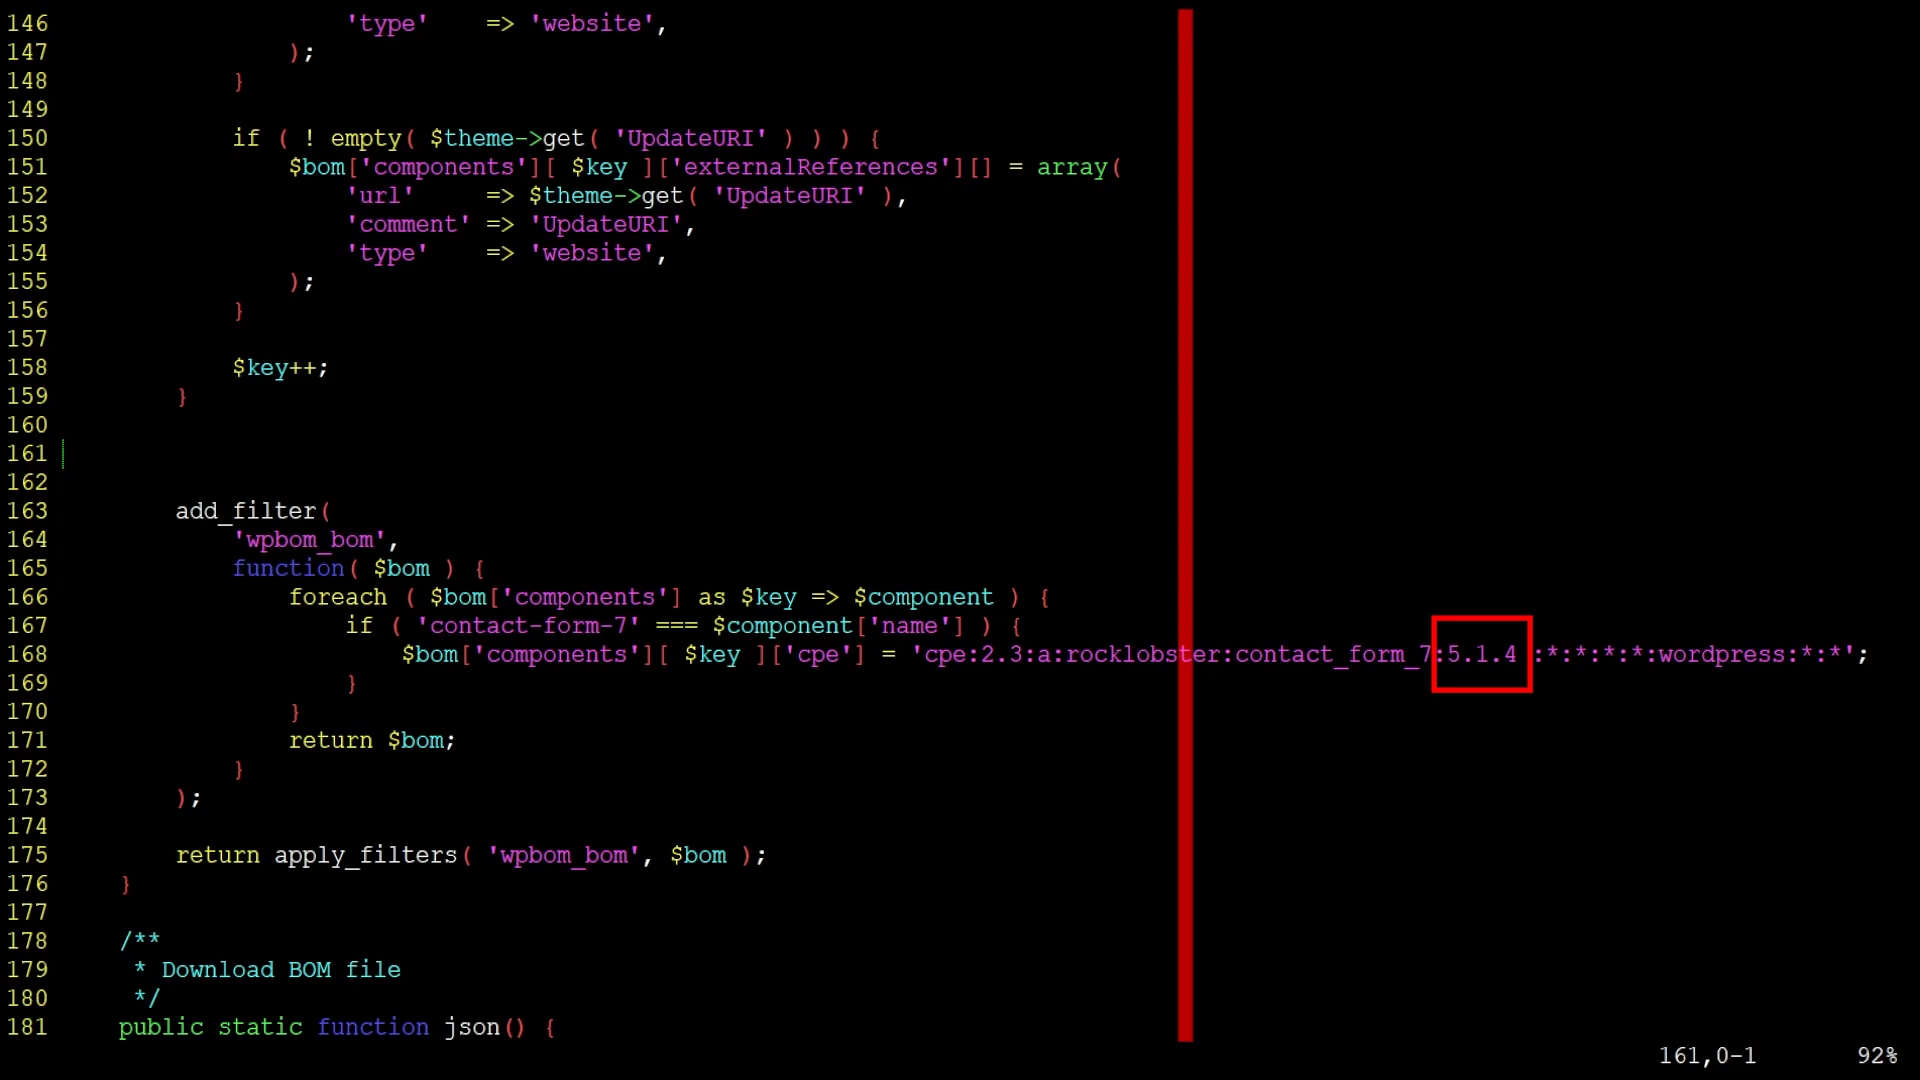 146                     'type'    => 'website',
147                 );
148             }
149
150             if ( ! empty( $theme->get( 'UpdateURI' ) ) ) {
151                 $bom['components'][ $key ]['externalReferences'][] = array(
152                     'url'     => $theme->get( 'UpdateURI' ),
153                     'comment' => 'UpdateURI',
154                     'type'    => 'website',
155                 );
156             }
157
158             $key++;
159         }
160
161
162
163         add_filter(
164             'wpbom_bom',
165             function( $bom ) {
166                 foreach ( $bom['components'] as $key => $component ) {
167                     if ( 'contact-form-7' === $component['name'] ) {
168                         $bom['components'][ $key ]['cpe'] = 'cpe:2.3:a:rocklobster:contact_form_7:5.1.4 :*:*:*:*:wordpress:*:*';
169                     }
170                 }
171                 return $bom;
172             }
173         );
174
175         return apply_filters( 'wpbom_bom', $bom );
176     }
177
178     /**
179      * Download BOM file
180      */
181     public static function json() {
161,0-1       92%